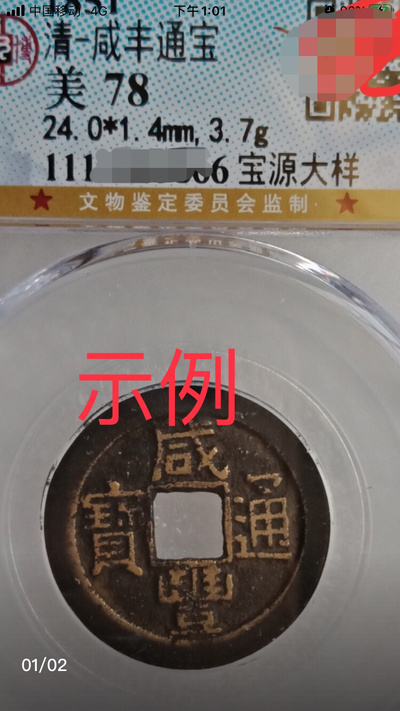 中国移动 4G 下午1:01
清-咸丰通宝
美 78
24.0*1.4mm, 3.7g
111 06 宝源大样
文物鉴定委员会监制
示例
咸
寶 通
豐
01/02